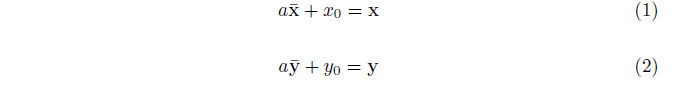 ax̄ + x₀ = x (1)
aȳ + y₀ = y (2)